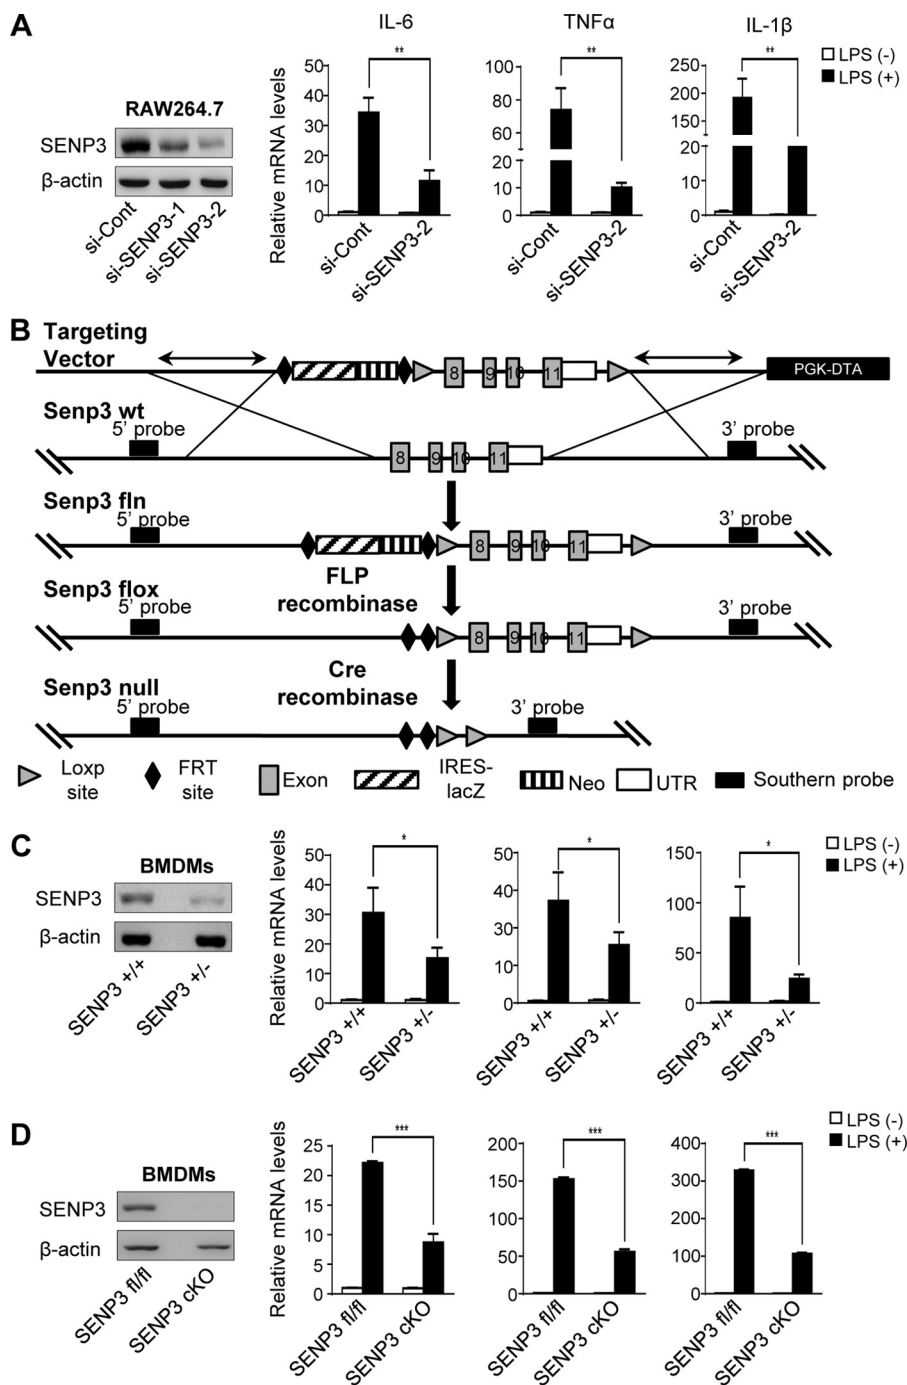 A
IL-6
TNFα
IL-1β
LPS (-)
LPS (+)
RAW264.7
SENP3
β-actin
si-Cont
si-SENP3-1
si-SENP3-2
Relative mRNA levels
50
40
30
20
10
0
**
si-Cont
si-SENP3-2
100
80
60
20
10
0
**
si-Cont
si-SENP3-2
250
200
150
100
20
10
0
**
si-Cont
si-SENP3-2
B
Targeting
Vector
8
9
10
11
PGK-DTA
Senp3 wt
5’ probe
3’ probe
8
9
10
11
Senp3 fln
5’ probe
3’ probe
8
9
10
11
FLP
recombinase
Senp3 flox
5’ probe
3’ probe
8
9
10
11
Cre
recombinase
Senp3 null
5’ probe
3’ probe
Loxp
site
FRT
site
Exon
IRES-
lacZ
Neo
UTR
Southern probe
C
LPS (-)
LPS (+)
BMDMs
SENP3
β-actin
SENP3 +/+
SENP3 +/-
Relative mRNA levels
50
40
30
20
10
0
*
SENP3 +/+
SENP3 +/-
50
40
30
20
10
0
*
SENP3 +/+
SENP3 +/-
150
100
50
0
*
SENP3 +/+
SENP3 +/-
D
LPS (-)
LPS (+)
BMDMs
SENP3
β-actin
SENP3 fl/fl
SENP3 cKO
Relative mRNA levels
25
20
15
10
5
0
***
SENP3 fl/fl
SENP3 cKO
200
150
100
50
0
***
SENP3 fl/fl
SENP3 cKO
400
300
200
100
0
***
SENP3 fl/fl
SENP3 cKO